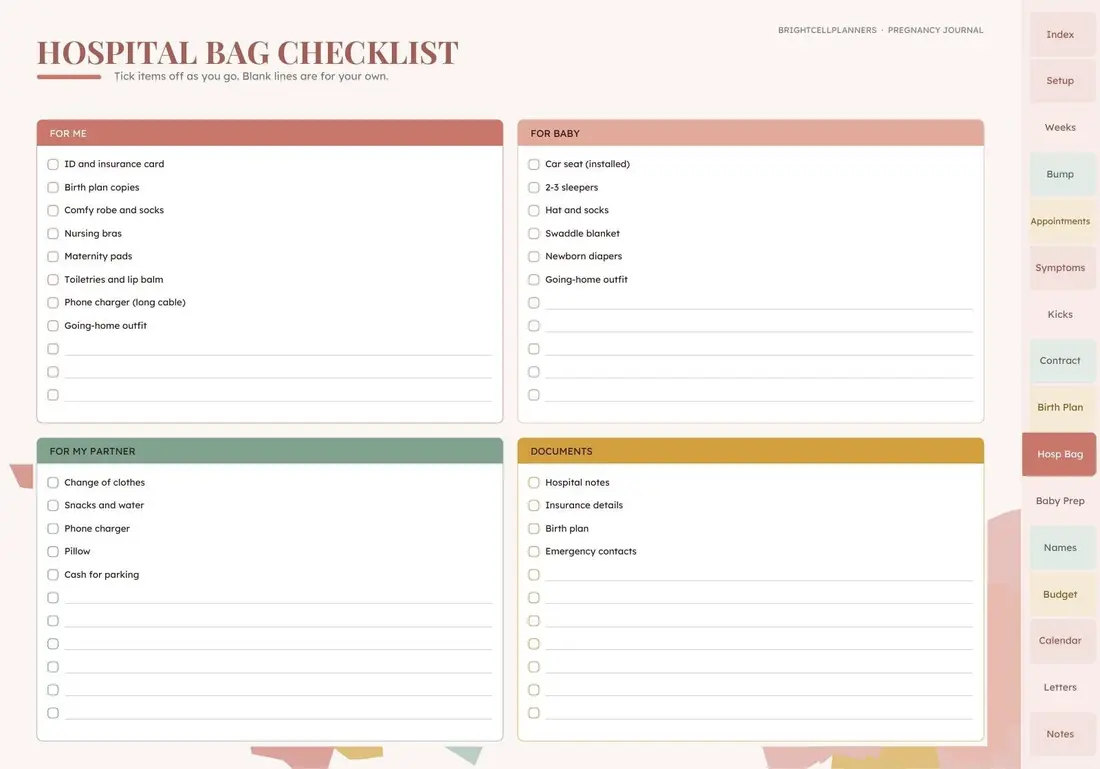 HOSPITAL BAG CHECKLIST
Tick items off as you go. Blank lines are for your own.
BRIGHTCELLPLANNERS · PREGNANCY JOURNAL
FOR ME
ID and insurance card
Birth plan copies
Comfy robe and socks
Nursing bras
Maternity pads
Toiletries and lip balm
Phone charger (long cable)
Going-home outfit
FOR BABY
Car seat (installed)
2-3 sleepers
Hat and socks
Swaddle blanket
Newborn diapers
Going-home outfit
FOR MY PARTNER
Change of clothes
Snacks and water
Phone charger
Pillow
Cash for parking
DOCUMENTS
Hospital notes
Insurance details
Birth plan
Emergency contacts
Index
Setup
Weeks
Bump
Appointments
Symptoms
Kicks
Contract
Birth Plan
Hosp Bag
Baby Prep
Names
Budget
Calendar
Letters
Notes